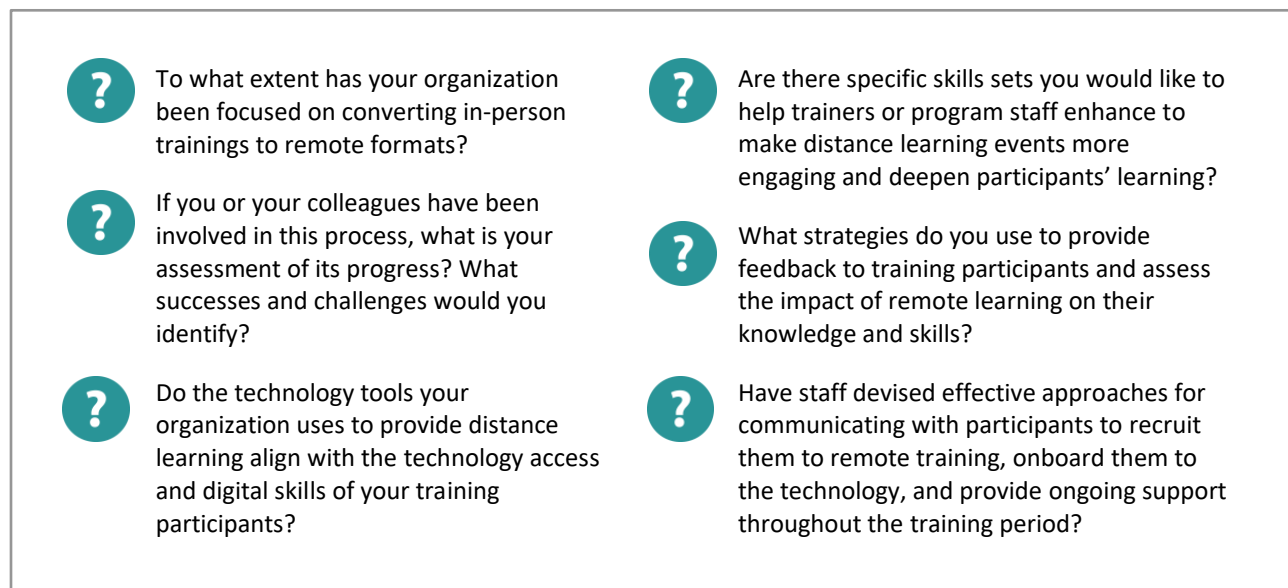 ?
To what extent has your organization
been focused on converting in-person
trainings to remote formats?
?
If you or your colleagues have been
involved in this process, what is your
assessment of its progress? What
successes and challenges would you
identify?
?
Do the technology tools your
organization uses to provide distance
learning align with the technology access
and digital skills of your training
participants?
?
Are there specific skills sets you would like to
help trainers or program staff enhance to
make distance learning events more
engaging and deepen participants’ learning?
?
What strategies do you use to provide
feedback to training participants and assess
the impact of remote learning on their
knowledge and skills?
?
Have staff devised effective approaches for
communicating with participants to recruit
them to remote training, onboard them to
the technology, and provide ongoing support
throughout the training period?